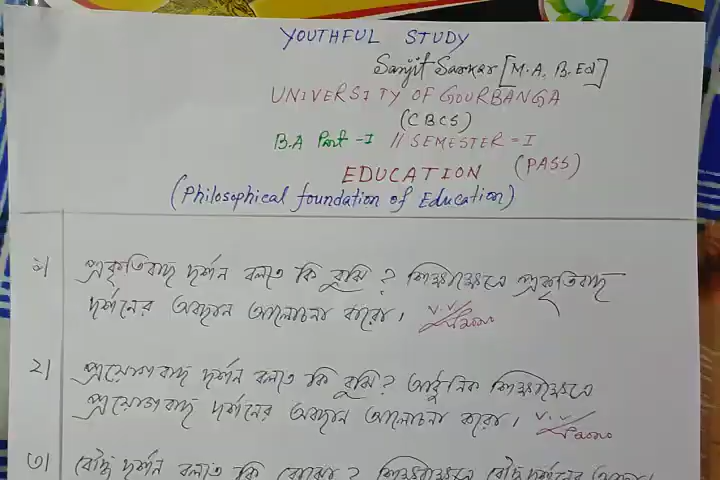 YOUTHFUL STUDY
Sanjit Sarkar [M.A, B.Ed]
UNIVERSITY OF GOURBANGA
(CBCS)
B.A Part-I // SEMESTER-I
EDUCATION (PASS)
(Philosophical foundation of Education)
১| প্রকৃতিবাদ দর্শন বলতে কি বুঝি? শিক্ষাক্ষেত্রে প্রকৃতিবাদ
দর্শনের অবদান আলোচনা করো। V.V.
২| প্রয়োগবাদ দর্শন বলতে কি বুঝি? আধুনিক শিক্ষাক্ষেত্রে
প্রয়োগবাদ দর্শনের অবদান আলোচনা করো। V.V.
৩| বৌদ্ধ দর্শন বলতে কি বোঝো? শিক্ষাক্ষেত্রে বৌদ্ধ দর্শনের